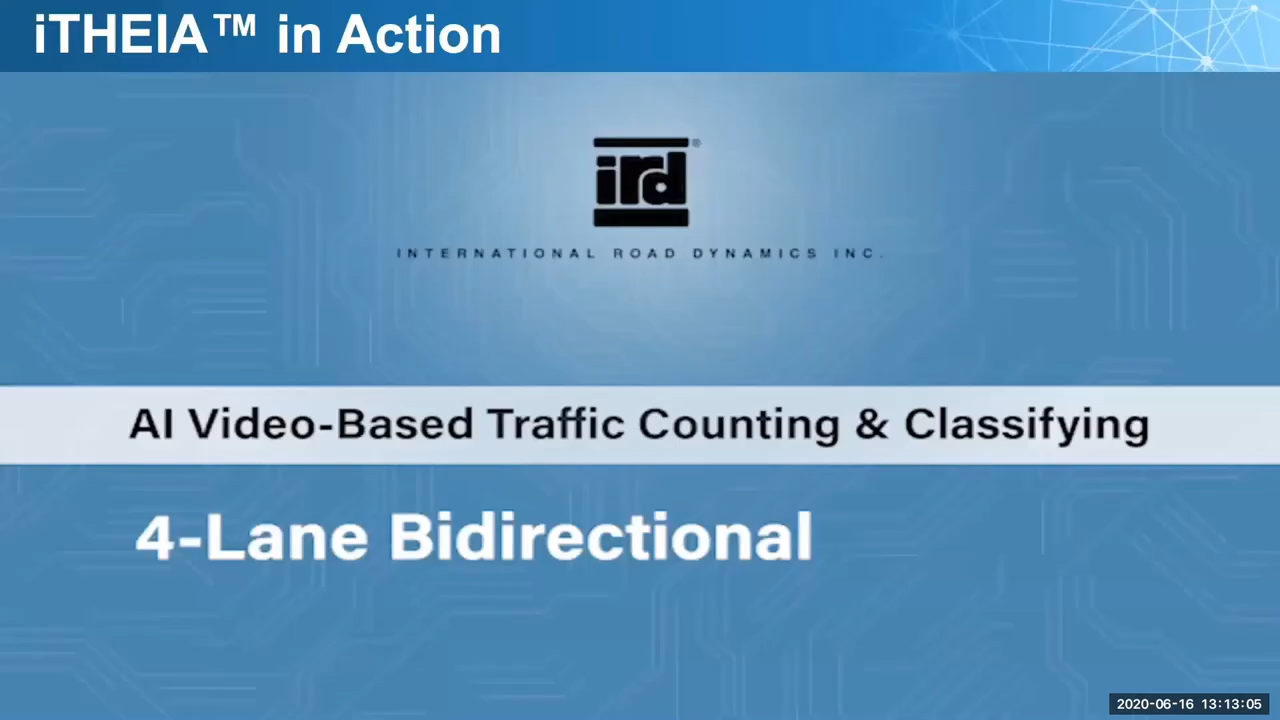 iTHEIA™ in Action
ird®
INTERNATIONAL ROAD DYNAMICS INC.
AI Video-Based Traffic Counting & Classifying
4-Lane Bidirectional
2020-06-16 13:13:05